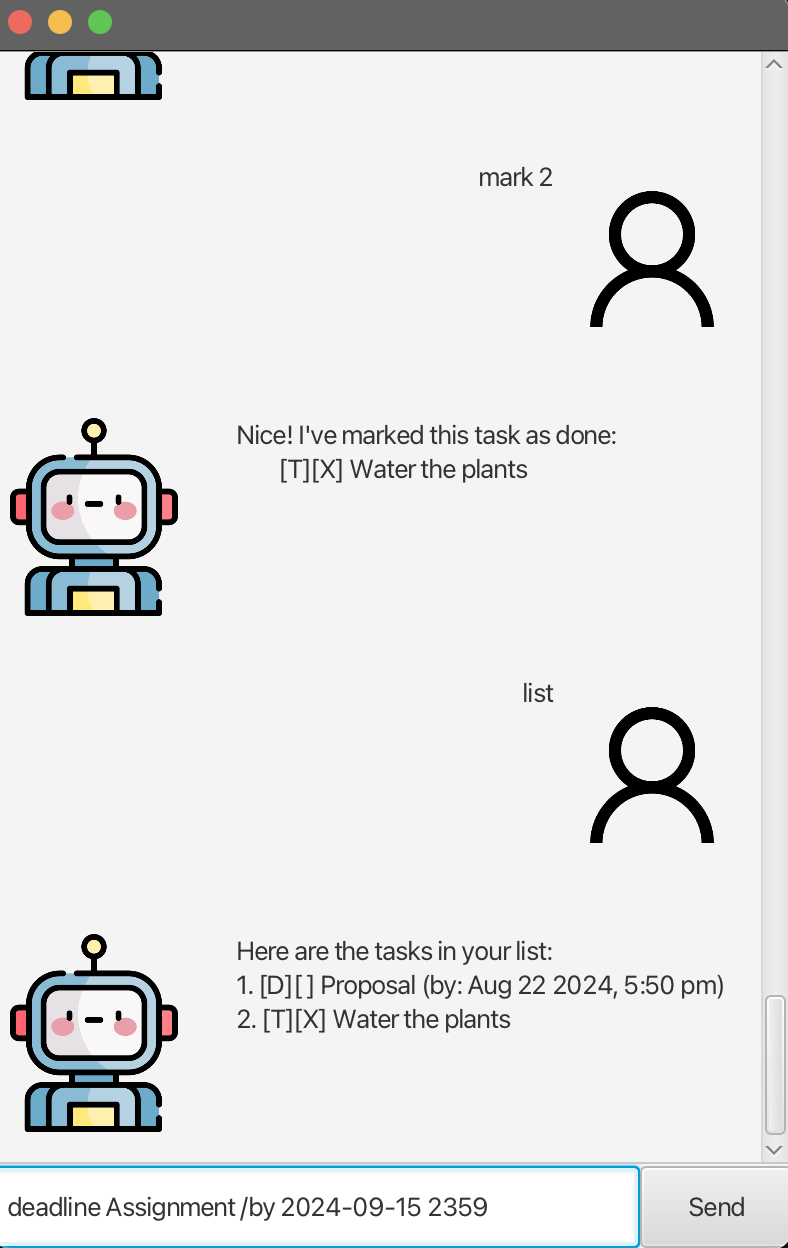 mark 2
Nice! I've marked this task as done:
[T][X] Water the plants
list
Here are the tasks in your list:
1. [D][ ] Proposal (by: Aug 22 2024, 5:50 pm)
2. [T][X] Water the plants
deadline Assignment /by 2024-09-15 2359
Send